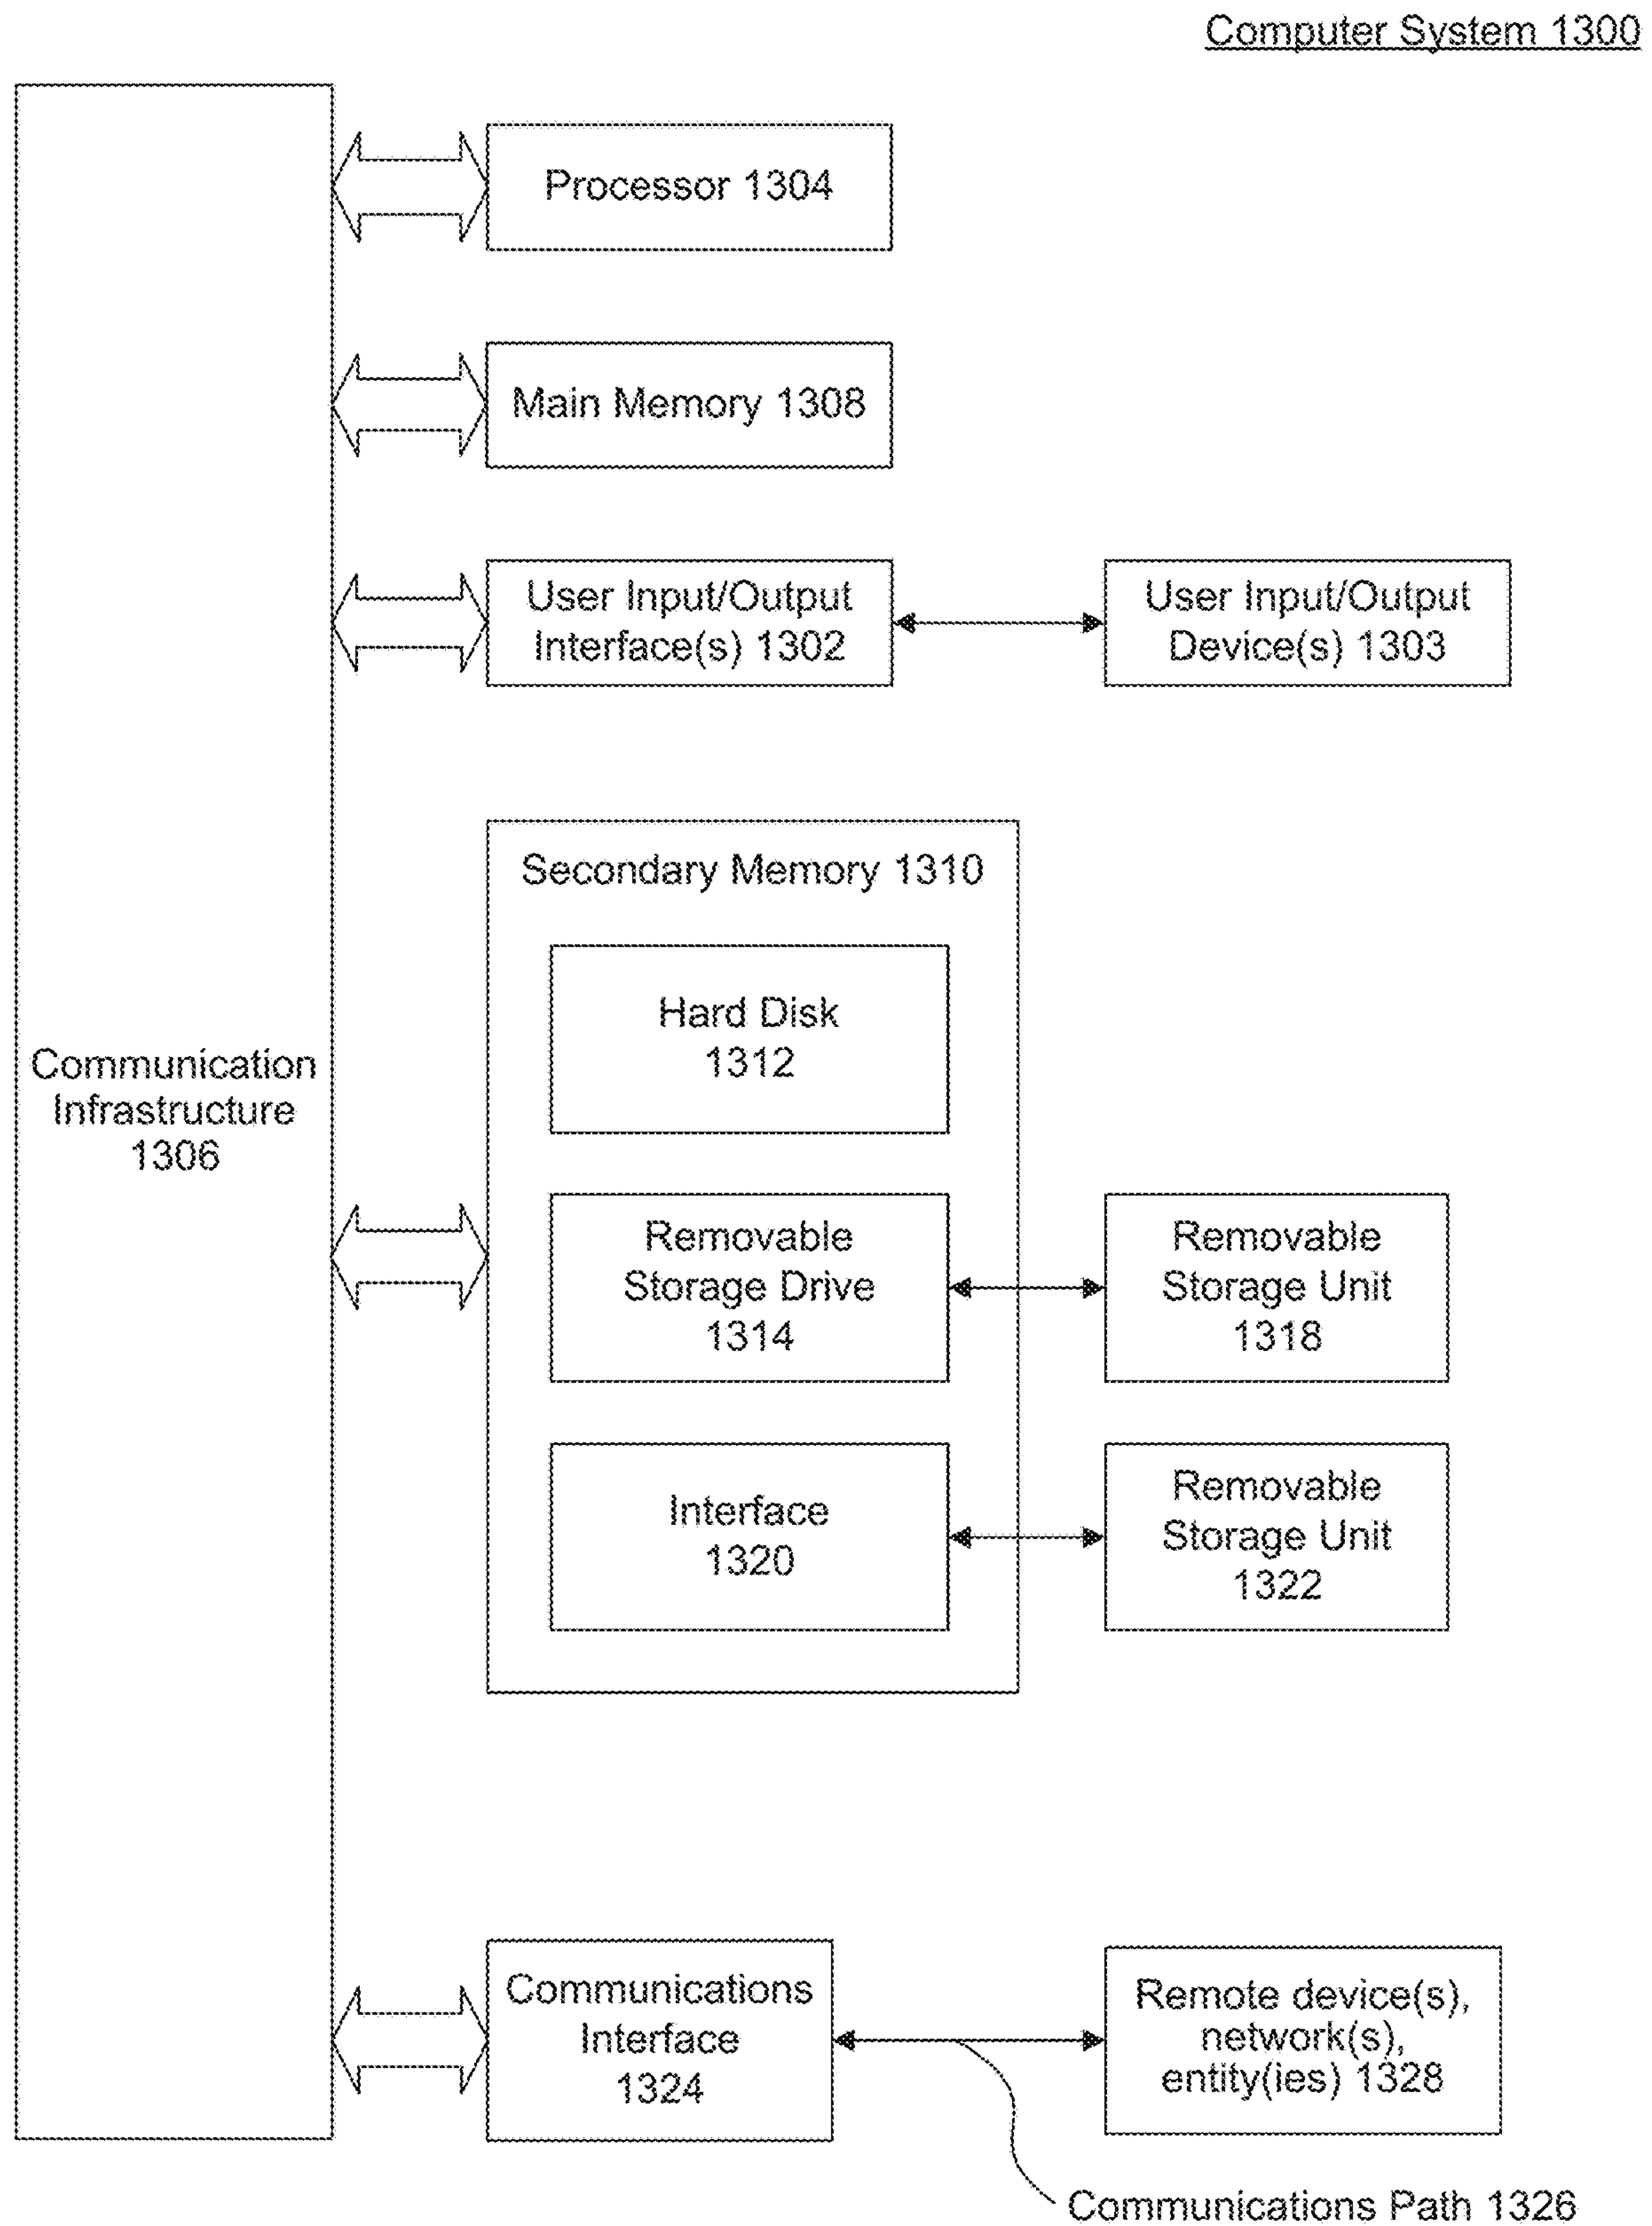 Computer System 1300
Processor 1304
Main Memory 1308
User Input/Output
Interface(s) 1302
User Input/Output
Device(s) 1303
Secondary Memory 1310
Hard Disk
1312
Communication
Infrastructure
1306
Removable
Storage Drive
1314
Removable
Storage Unit
1318
Interface
1320
Removable
Storage Unit
1322
Communications
Interface
1324
Remote device(s),
network(s),
entity(ies) 1328
Communications Path 1326